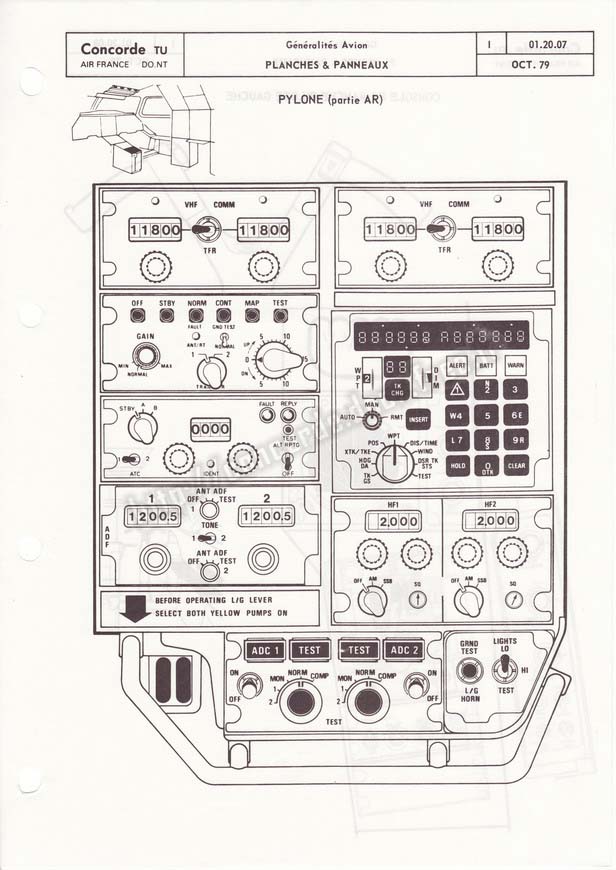 Concorde TU
AIR FRANCE DO.NT
Généralités Avion
PLANCHES & PANNEAUX
I
01.20.07
OCT. 79
PYLONE (partie AR)
VHF COMM
11800
11800
TFR
VHF COMM
11800
11800
TFR
OFF STBY NORM CONT MAP TEST
FAULT GND TEST
GAIN
ANT/RT
NORMAL
MIN MAX
NORMAL
1 2
UP 5 10
0
DN 5 10 15
WPT
2
DIM
TK CHG
ALERT BATT WARN
N 2 3
W4 5 6E
L7 8 S 9R
HOLD 0 DTK CLEAR
MAN
AUTO RMT
INSERT
WPT
POS DIS/TIME
XTK/TKE WIND
HDG DA DSR TK STS
TK GS TEST
STBY A B
0000
FAULT REPLY
TEST
ALT RPTG
OFF
1 2
ATC
IDENT
ADF
1
12005
ANT ADF
OFF TEST
1
TONE
1 2
ANT ADF
OFF TEST
2
2
12005
HF1
2,000
OFF AM SSB
SQ
HF2
2,000
OFF AM SSB
SQ
BEFORE OPERATING L/G LEVER
SELECT BOTH YELLOW PUMPS ON
ADC 1 TEST TEST ADC 2
ON
OFF
NORM
MON COMP
1
2
NORM
MON COMP
1
2
TEST
ON
OFF
GRND TEST
L/G HORN
LIGHTS
LO
HI
TEST